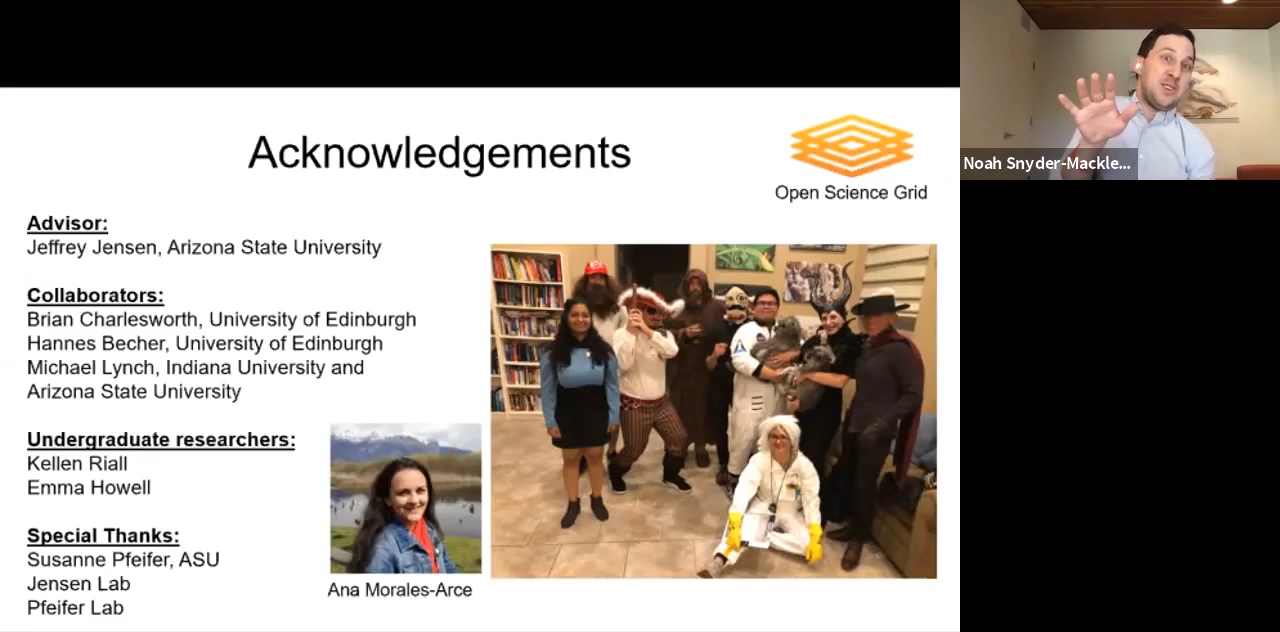 Acknowledgements
Open Science Grid
Advisor:
Jeffrey Jensen, Arizona State University
Collaborators:
Brian Charlesworth, University of Edinburgh
Hannes Becher, University of Edinburgh
Michael Lynch, Indiana University and
Arizona State University
Undergraduate researchers:
Kellen Riall
Emma Howell
Special Thanks:
Susanne Pfeifer, ASU
Jensen Lab
Pfeifer Lab
Ana Morales-Arce
Noah Snyder-Mackle...